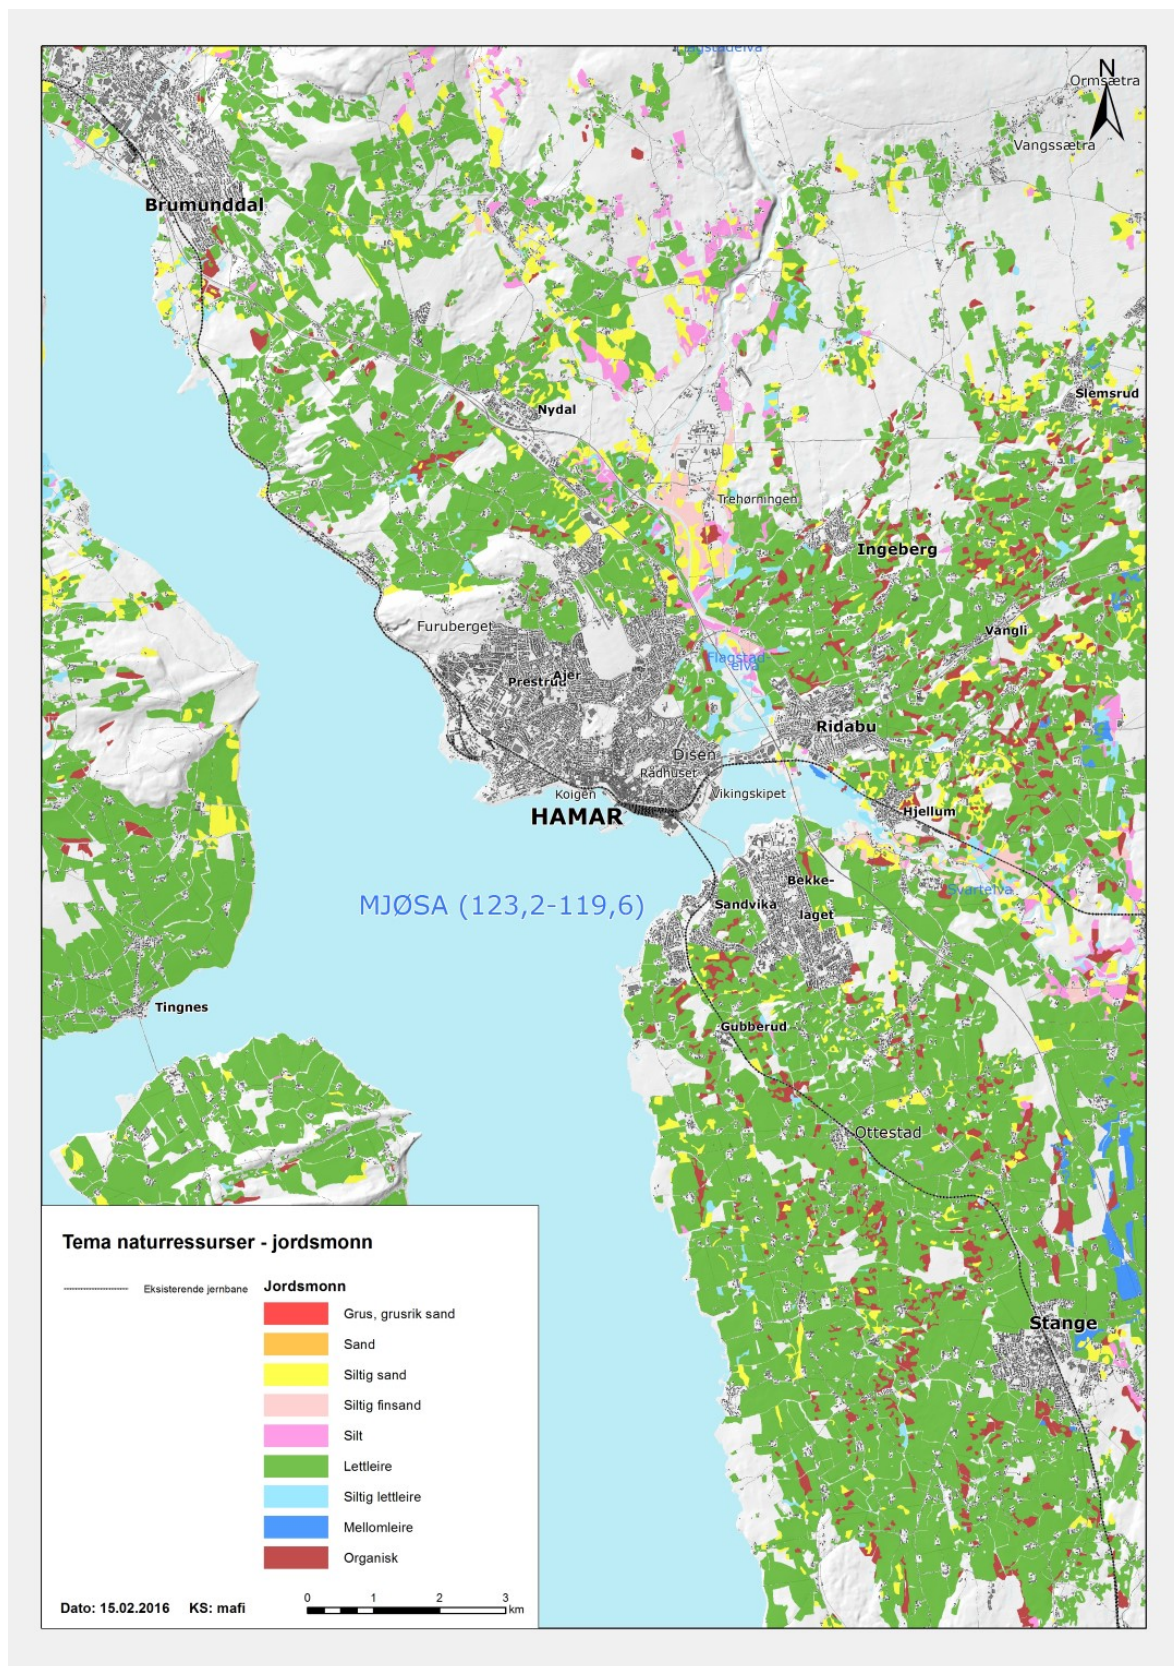 agstadelva
N
Ormsætra
Vangssætra
Brumunddal
Slemsrud
Nydal
Trehørningen
Ingeberg
Vangli
Furuberget
Flagstad-
elva
Ajer
Prestrud
Ridabu
Disen
Rådhuset
Koigen
Vikingskipet
HAMAR
Hjellum
Bekke-
laget
Svartelva
Sandvika
MJØSA (123,2-119,6)
Tingnes
Gubberud
Ottestad
Stange
Tema naturressurser - jordsmonn
Eksisterende jernbane
Jordsmonn
Grus, grusrik sand
Sand
Siltig sand
Siltig finsand
Silt
Lettleire
Siltig lettleire
Mellomleire
Organisk
Dato: 15.02.2016 KS: mafi
0 1 2 3
km